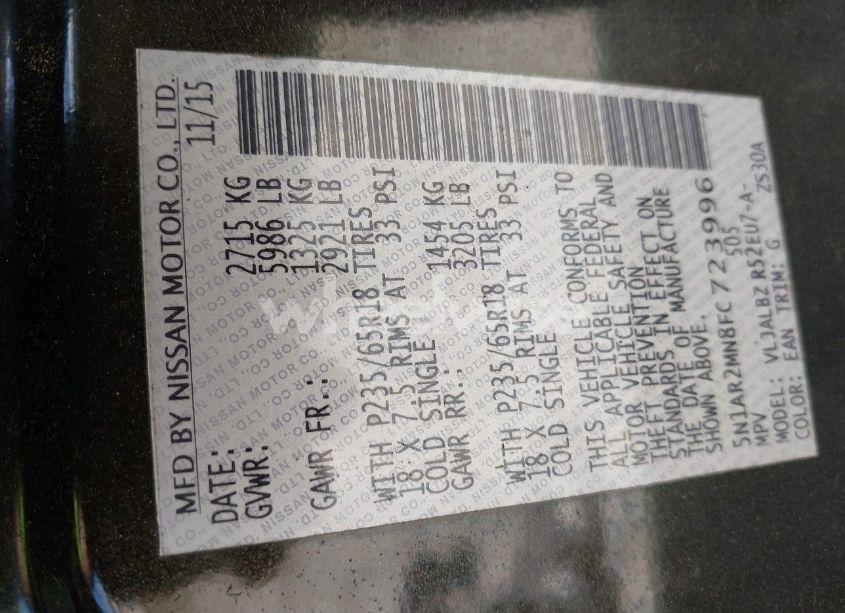 MFD BY NISSAN MOTOR CO., LTD.
DATE: 11/15
GVWR: 2715 KG
5986 LB
GAWR FR.: 1325 KG
2921 LB
WITH P235/65R18 TIRES
18 X 7.5 RIMS AT 33 PSI
COLD SINGLE
GAWR RR.: 1454 KG
3205 LB
WITH P235/65R18 TIRES
18 X 7.5 RIMS AT 33 PSI
COLD SINGLE
THIS VEHICLE CONFORMS TO
ALL APPLICABLE FEDERAL
MOTOR VEHICLE SAFETY AND
THEFT PREVENTION
STANDARDS IN EFFECT ON
THE DATE OF MANUFACTURE
SHOWN ABOVE.
5N1AR2MN8FC723996
MPV 505
MODEL: VLJALBZ R52EU7-A-
COLOR: EAN TRIM: G ZS30A